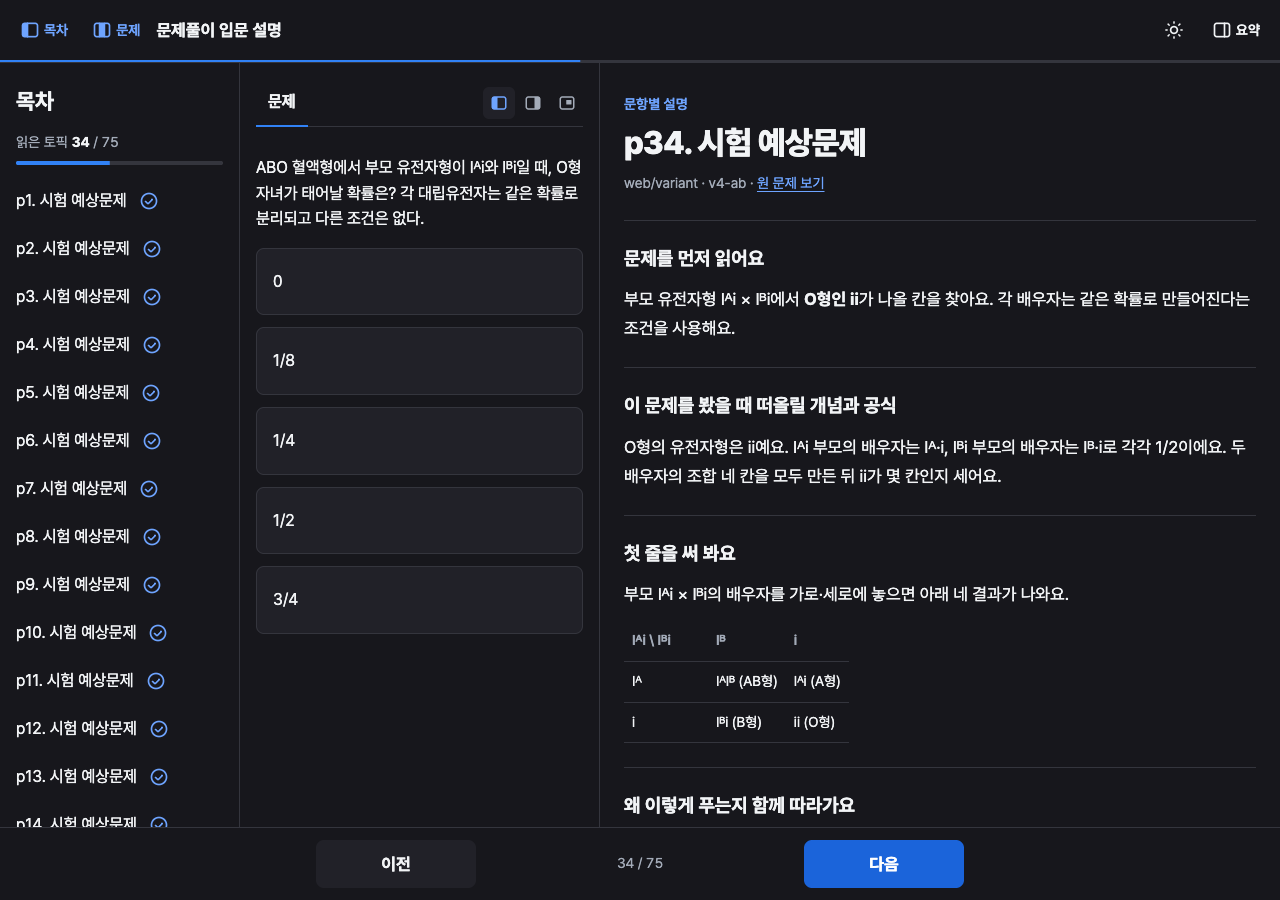 목차
문제
문제풀이 입문 설명
요약
목차
읽은 토픽 34 / 75
p1. 시험 예상문제
p2. 시험 예상문제
p3. 시험 예상문제
p4. 시험 예상문제
p5. 시험 예상문제
p6. 시험 예상문제
p7. 시험 예상문제
p8. 시험 예상문제
p9. 시험 예상문제
p10. 시험 예상문제
p11. 시험 예상문제
p12. 시험 예상문제
p13. 시험 예상문제
p14. 시험 예상문제
문제
ABO 혈액형에서 부모 유전자형이 Iᴬi와 Iᴮi일 때, O형
자녀가 태어날 확률은? 각 대립유전자는 같은 확률로
분리되고 다른 조건은 없다.
0
1/8
1/4
1/2
3/4
문항별 설명
p34. 시험 예상문제
web/variant · v4-ab · 원 문제 보기
문제를 먼저 읽어요
부모 유전자형 Iᴬi × Iᴮi에서 O형인 ii가 나올 칸을 찾아요. 각 배우자는 같은 확률로 만들어진다는
조건을 사용해요.
이 문제를 봤을 때 떠올릴 개념과 공식
O형의 유전자형은 ii예요. Iᴬi 부모의 배우자는 Iᴬ·i, Iᴮi 부모의 배우자는 Iᴮ·i로 각각 1/2이에요. 두
배우자의 조합 네 칸을 모두 만든 뒤 ii가 몇 칸인지 세어요.
첫 줄을 써 봐요
부모 Iᴬi × Iᴮi의 배우자를 가로·세로에 놓으면 아래 네 결과가 나와요.
Iᴬi \ Iᴮi Iᴮ i
Iᴬ IᴬIᴮ (AB형) Iᴬi (A형)
i Iᴮi (B형) ii (O형)
왜 이렇게 푸는지 함께 따라가요
이전
34 / 75
다음